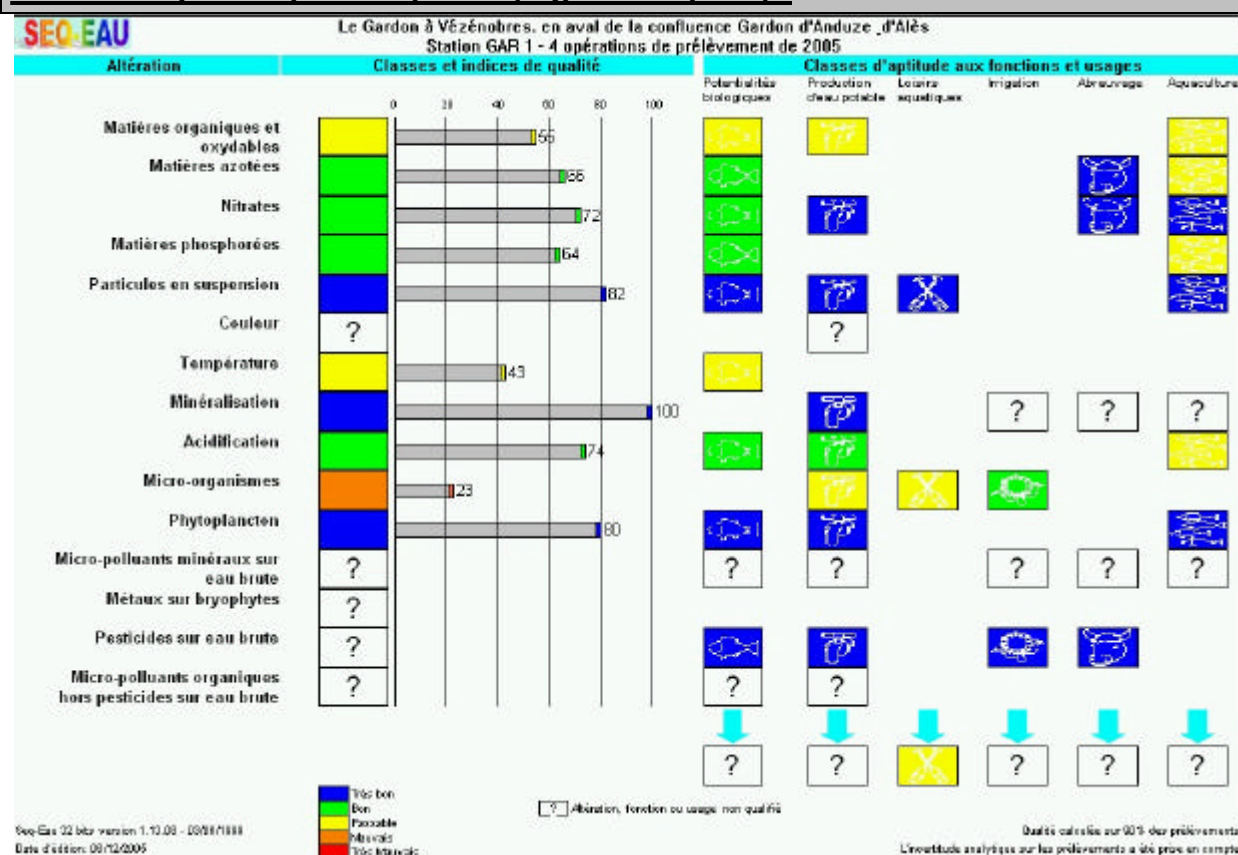 SEQ-EAU
Le Gardon à Vézénobres, en aval de la confluence Gardon d'Anduze _d'Alès
Station GAR 1 - 4 opérations de prélèvement de 2005
Altération
Classes et indices de qualité
Classes d'aptitude aux fonctions et usages
Potentialités biologiques
Production d'eau potable
Loisirs aquatiques
Irrigation
Abreuvage
Aquaculture
0 20 40 60 80 100
Matières organiques et
oxydables
55
Matières azotées
66
Nitrates
72
Matières phosphorées
64
Particules en suspension
82
Couleur
? ?
Température
43
Minéralisation
100
? ? ?
Acidification
74
Micro-organismes
23
Phytoplancton
80
Micro-polluants minéraux sur
eau brute
? ? ? ? ? ?
Métaux sur bryophytes
?
Pesticides sur eau brute
?
Micro-polluants organiques
hors pesticides sur eau brute
? ? ?
? ? ? ? ?
Très bon
Bon
Passable
Mauvais
Très Mauvais
? Altération, fonction ou usage non qualifié
Seq-Eau 32 bits version 1.10.08 -
Date d'édition: 08/12/2006
Qualité calculée sur 90% des prélèvements
L'incertitude analytique sur les prélèvements a été prise en compte